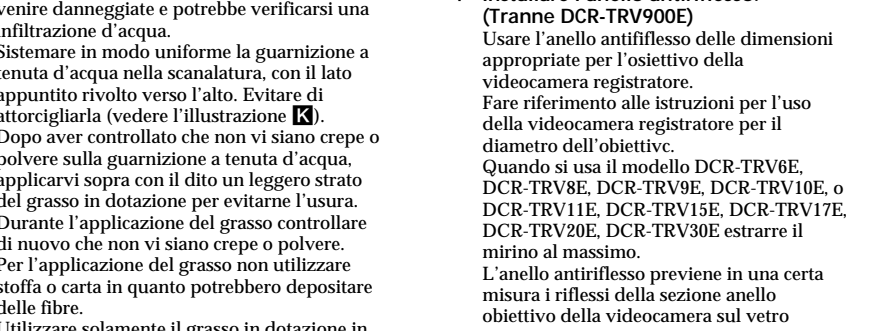 venire danneggiate e potrebbe verificarsi una
infiltrazione d'acqua.
Sistemare in modo uniforme la guarnizione a
tenuta d'acqua nella scanalatura, con il lato
appuntito rivolto verso l'alto. Evitare di
attorcigliarla (vedere l'illustrazione K).
Dopo aver controllato che non vi siano crepe o
polvere sulla guarnizione a tenuta d'acqua,
applicarvi sopra con il dito un leggero strato
del grasso in dotazione per evitarne l'usura.
Durante l'applicazione del grasso controllare
di nuovo che non vi siano crepe o polvere.
Per l'applicazione del grasso non utilizzare
stoffa o carta in quanto potrebbero depositare
delle fibre.
Utilizzare solamente il grasso in dotazione in
(Tranne DCR-TRV900E)
Usare l'anello antififlesso delle dimensioni
appropriate per l'osiettivo della
videocamera registratore.
Fare riferimento alle istruzioni per l'uso
della videocamera registratore per il
diametro dell'obiettivc.
Quando si usa il modello DCR-TRV6E,
DCR-TRV8E, DCR-TRV9E, DCR-TRV10E, o
DCR-TRV11E, DCR-TRV15E, DCR-TRV17E,
DCR-TRV20E, DCR-TRV30E estrarre il
mirino al massimo.
L'anello antiriflesso previene in una certa
misura i riflessi della sezione anello
obiettivo della videocamera sul vetro